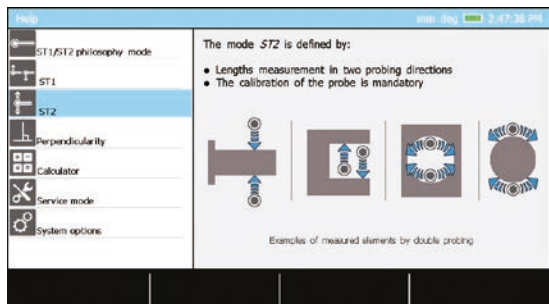 Help
mm deg 2:47:38 PM
ST1/ST2 philosophy mode
ST1
ST2
Perpendicularity
Calculator
Service mode
System options
The mode ST2 is defined by:
• Lengths measurement in two probing directions
• The calibration of the probe is mandatory
Examples of measured elements by double probing